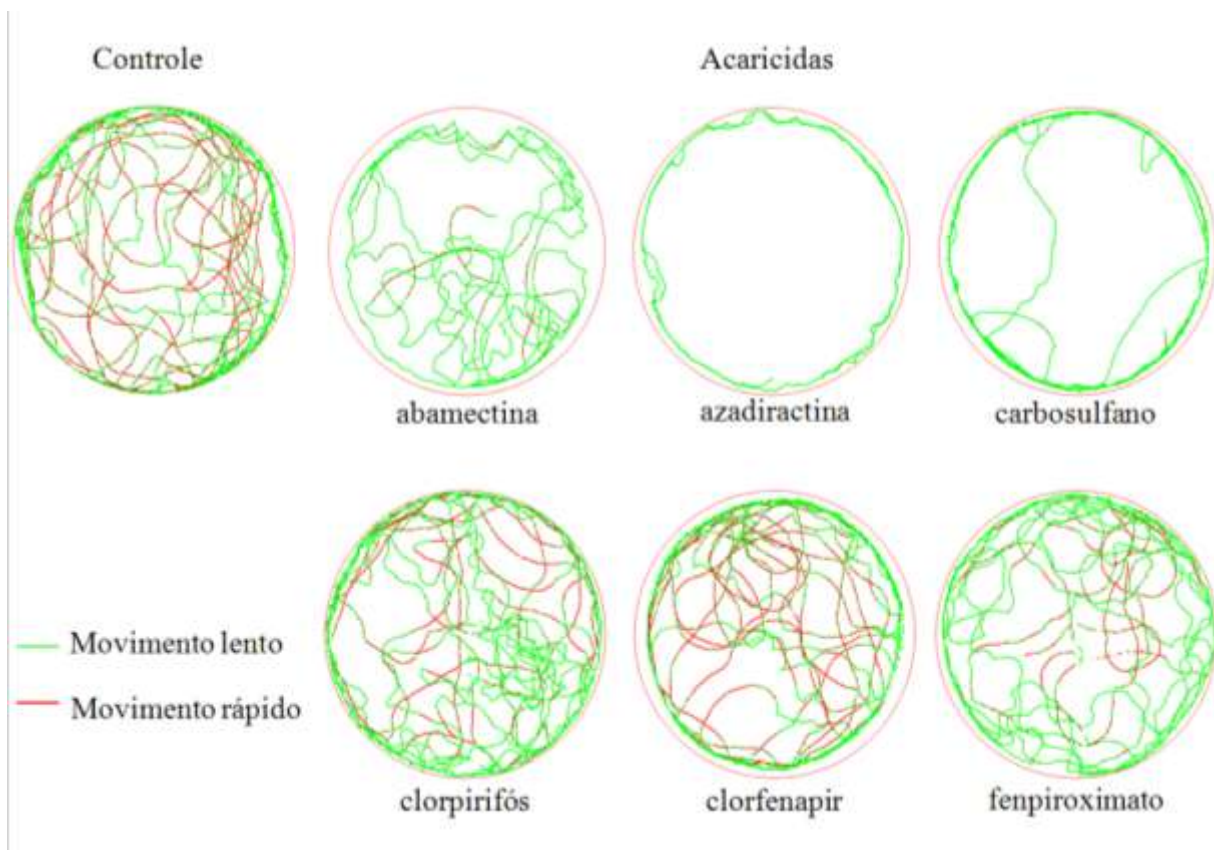 Controle
Acaricidas
abamectina
azadiractina
carbosulfano
Movimento lento
Movimento rápido
clorpirifós
clorfenapir
fenpiroximato